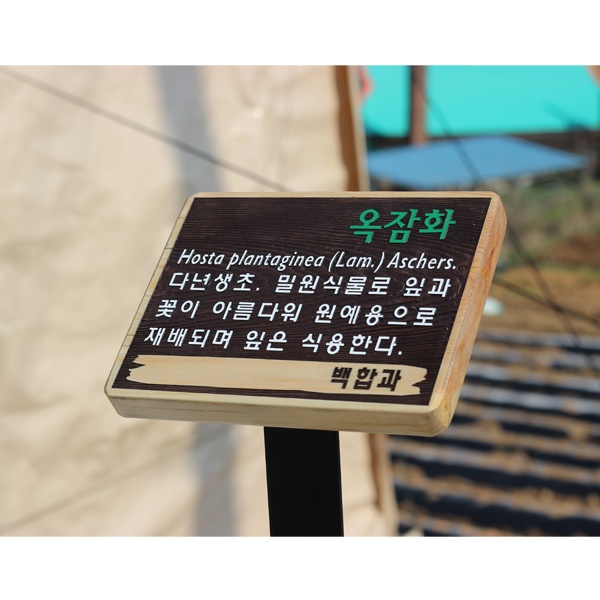 옥잠화
Hosta plantaginea (Lam.) Aschers.
다년생초. 밀원식물로 잎과
꽃이 아름다워 원예용으로
재배되며 잎은 식용한다.
백합과